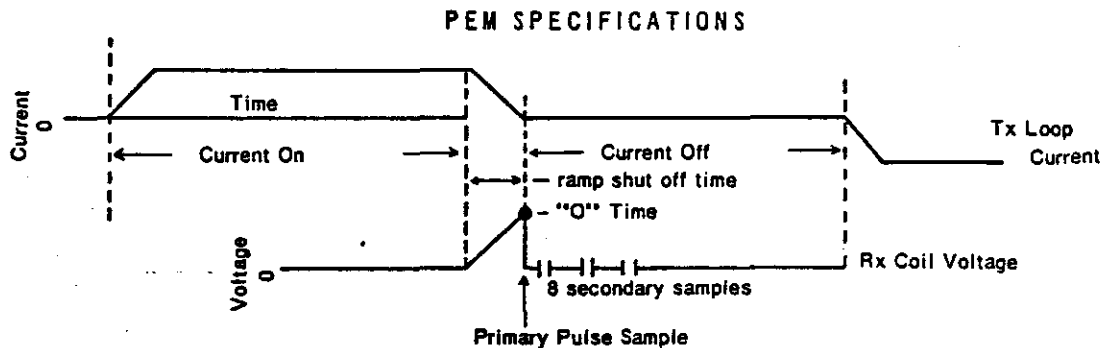 PEM SPECIFICATIONS
Current
0
Time
Tx Loop
Current
Current On
Current Off
ramp shut off time
"O" Time
Voltage
0
Rx Coil Voltage
8 secondary samples
Primary Pulse Sample